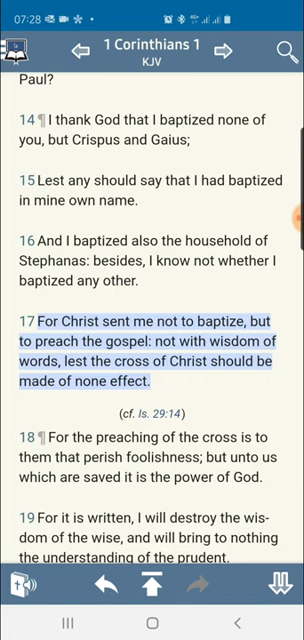 07:28
1 Corinthians 1
KJV
Paul?
14 ¶ I thank God that I baptized none of
you, but Crispus and Gaius;
15 Lest any should say that I had baptized
in mine own name.
16 And I baptized also the household of
Stephanas: besides, I know not whether I
baptized any other.
17 For Christ sent me not to baptize, but
to preach the gospel: not with wisdom of
words, lest the cross of Christ should be
made of none effect.
(cf. Is. 29:14)
18 ¶ For the preaching of the cross is to
them that perish foolishness; but unto us
which are saved it is the power of God.
19 For it is written, I will destroy the wis-
dom of the wise, and will bring to nothing
the understanding of the prudent.